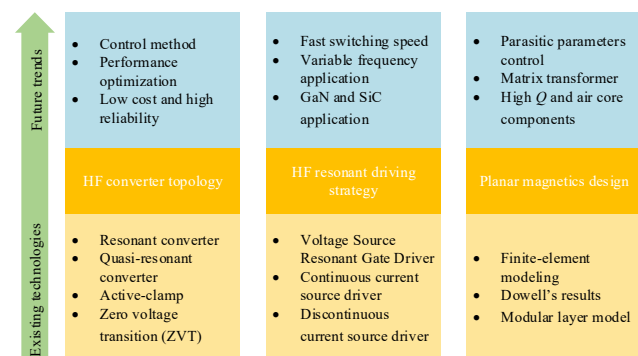 Future trends
• Control method
• Performance
optimization
• Low cost and high
reliability
• Fast switching speed
• Variable frequency
application
• GaN and SiC
application
• Parasitic parameters
control
• Matrix transformer
• High Q and air core
components
HF converter topology
HF resonant driving
strategy
Planar magnetics design
Existing technologies
• Resonant converter
• Quasi-resonant
converter
• Active-clamp
• Zero voltage
transition (ZVT)
• Voltage Source
Resonant Gate Driver
• Continuous current
source driver
• Discontinuous
current source driver
• Finite-element
modeling
• Dowell's results
• Modular layer model